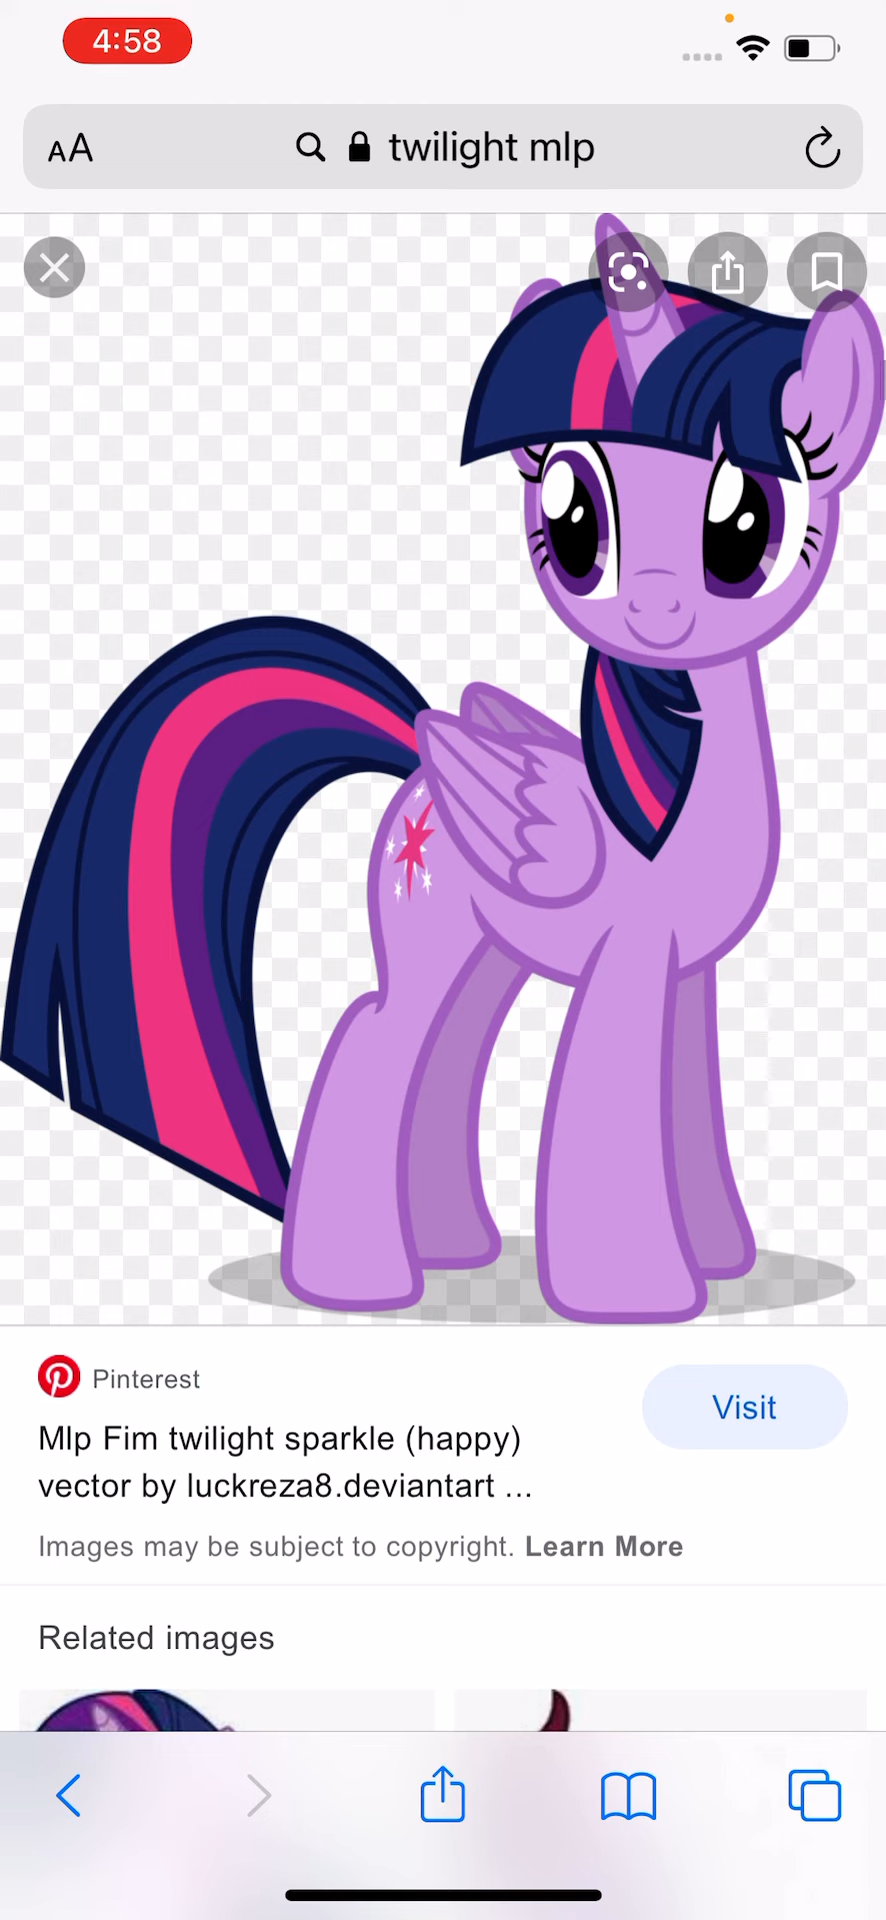 4:58
AA twilight mlp
Pinterest
Visit
Mlp Fim twilight sparkle (happy)
vector by luckreza8.deviantart ...
Images may be subject to copyright. Learn More
Related images